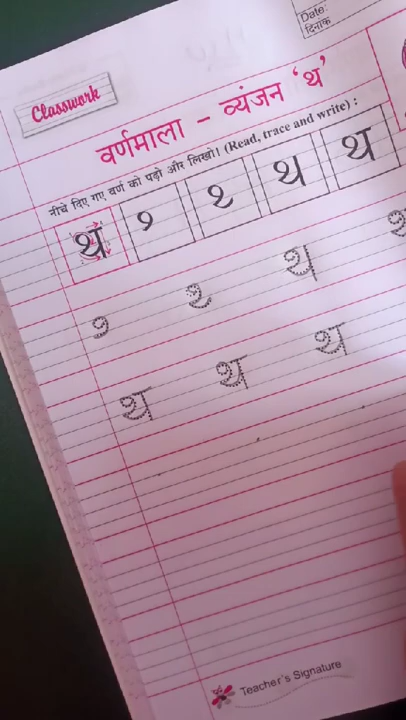 Date:
दिनांक
Classwork
वर्णमाला - व्यंजन 'थ'
नीचे दिए गए वर्ण को पढ़ो और लिखो। (Read, trace and write) :
थ थ थ
थ
थ थ थ
Teacher's Signature